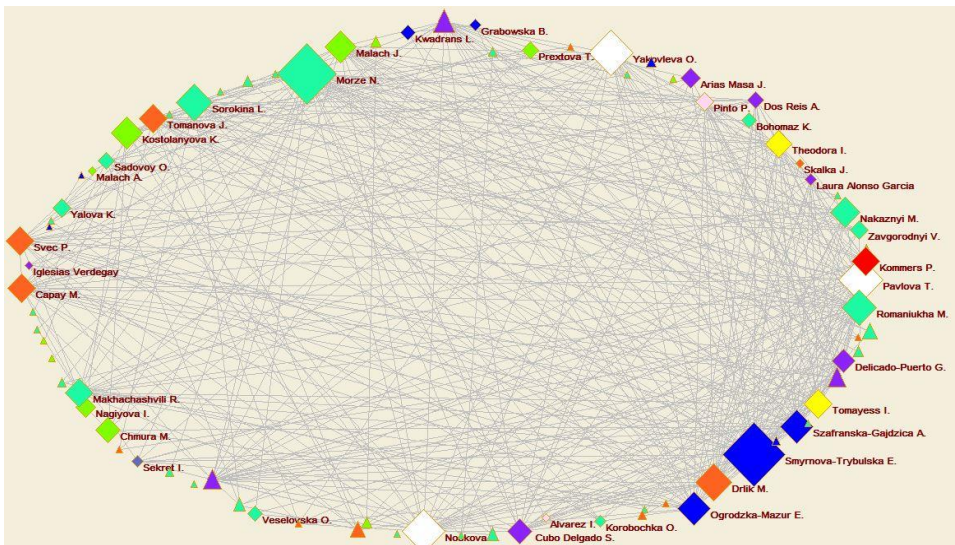 Grabowska B.
Kwadrans L.
Malach J.
Prextova T.
Yakovleva O.
Morze N.
Arias Masa J.
Sorokina L.
Pinto P.
Dos Reis A.
Tomanova J.
Bohomaz K.
Kostolanyova K.
Theodora I.
Sadovoy O.
Skalka J.
Malach A.
Laura Alonso Garcia
Yalova K.
Nakaznyi M.
Zavgorodnyi V.
Svec P.
Iglesias Verdegay
Kommers P.
Capay M.
Pavlova T.
Romaniukha M.
Delicado-Puerto G.
Makhachashvili R.
Nagiyova I.
Tomayess I.
Chmura M.
Szafranska-Gajdzica A.
Smyrnova-Trybulska E.
Sekret I.
Drlik M.
Ogrodzka-Mazur E.
Veselovska O.
Alvarez I.
Korobochka O.
Noskova
Cubo Delgado S.